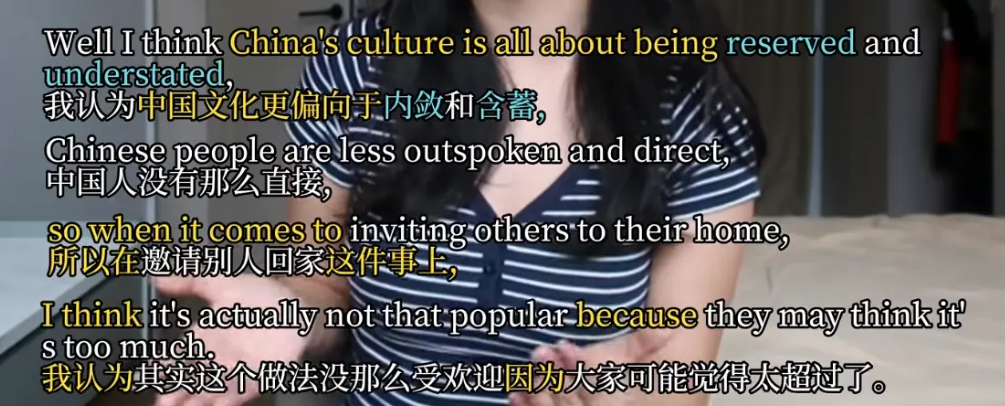 Well I think China's culture is all about being reserved and
understated,
我认为中国文化更偏向于内敛和含蓄,
Chinese people are less outspoken and direct,
中国人没有那么直接,
so when it comes to inviting others to their home,
所以在邀请别人回家这件事上,
I think it's actually not that popular because they may think it'
s too much.
我认为其实这个做法没那么受欢迎因为大家可能觉得太超过了。